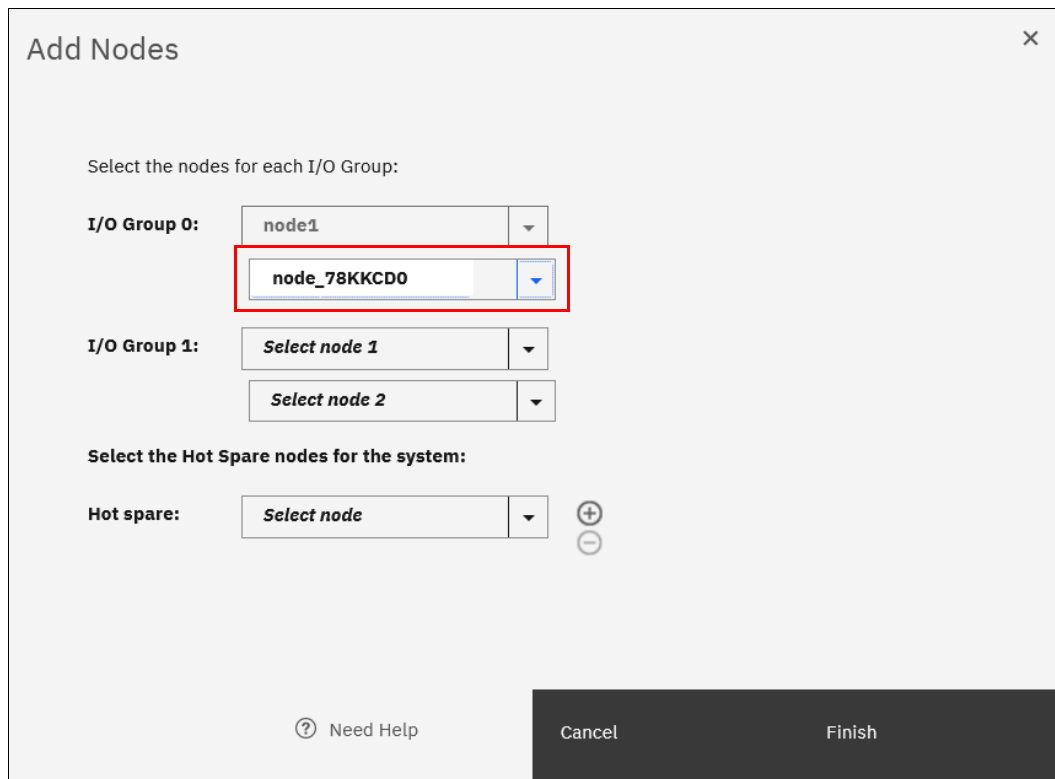 Add Nodes
Select the nodes for each I/O Group:
I/O Group 0:
node1
node_78KKCD0
I/O Group 1:
Select node 1
Select node 2
Select the Hot Spare nodes for the system:
Hot spare:
Select node
Need Help
Cancel
Finish